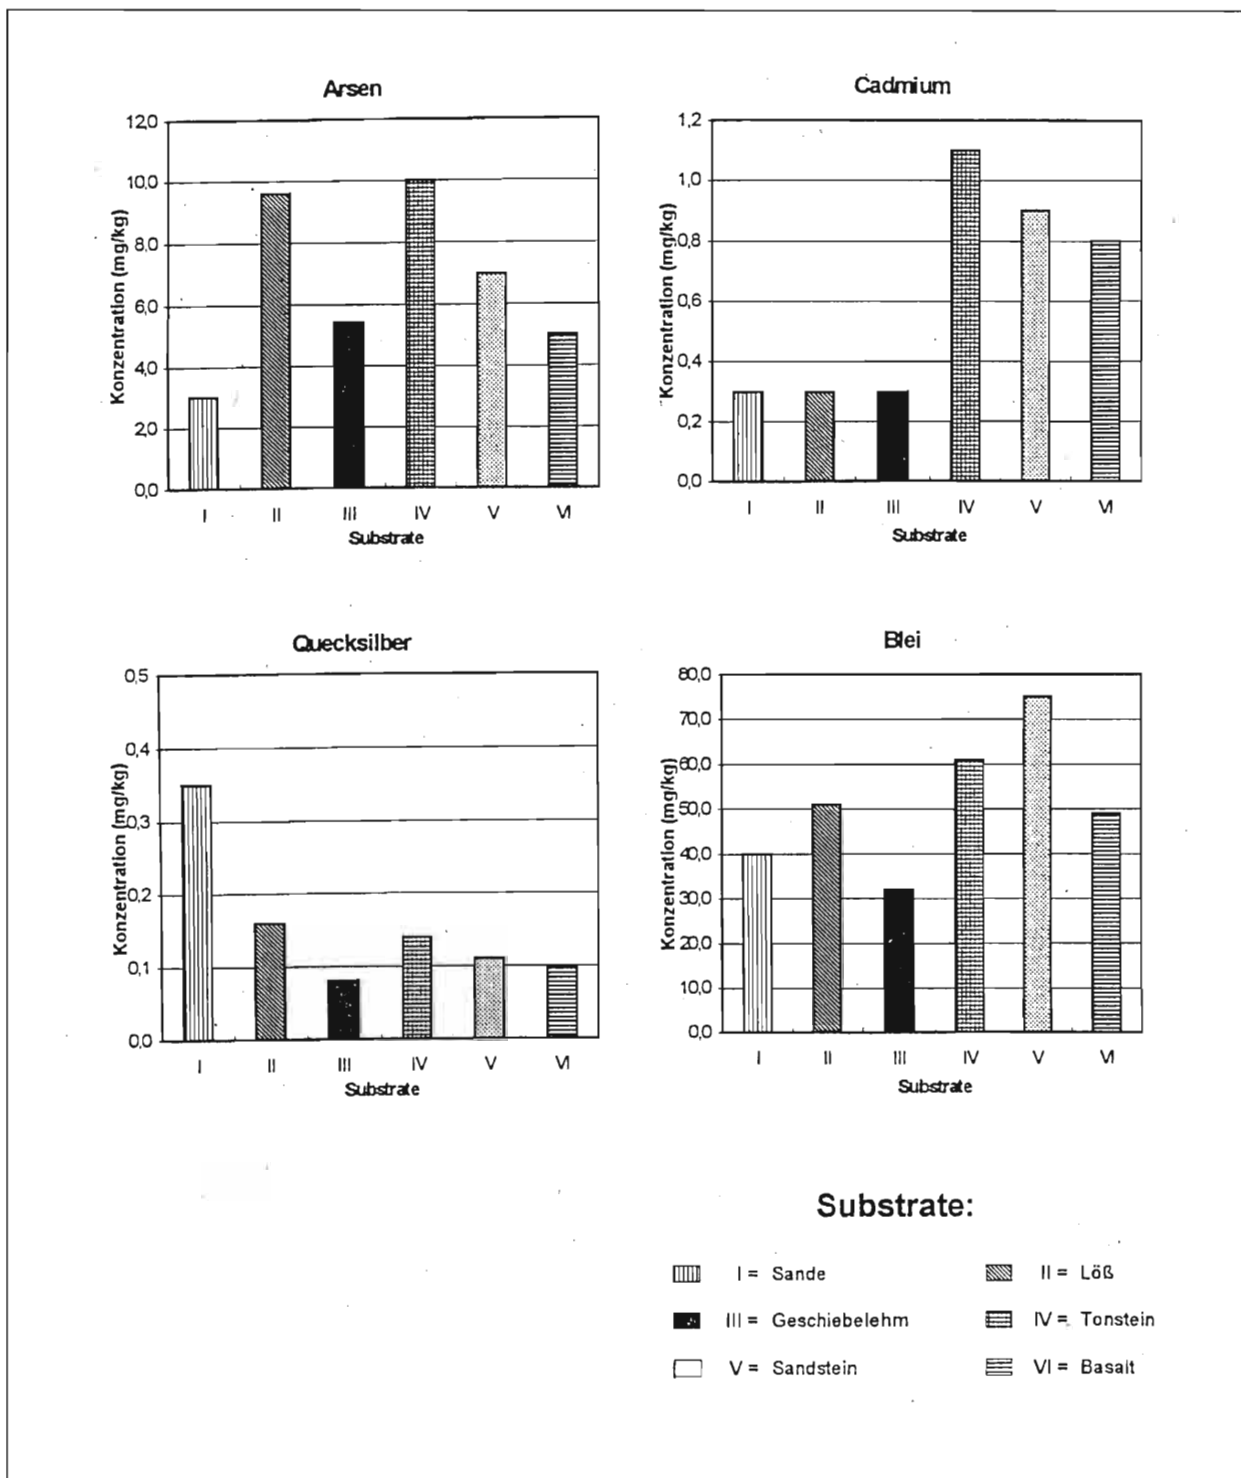 Arsen
12,0
10,0
8,0
6,0
4,0
2,0
0,0
Konzentration (mg/kg)
I II III IV V VI
Substrate
Cadmium
1,2
1,0
0,8
0,6
0,4
0,2
0,0
Konzentration (mg/kg)
I II III IV V VI
Substrate
Quecksilber
0,5
0,4
0,3
0,2
0,1
0,0
Konzentration (mg/kg)
I II III IV V VI
Substrate
Blei
80,0
70,0
60,0
50,0
40,0
30,0
20,0
10,0
0,0
Konzentration (mg/kg)
I II III IV V VI
Substrate
Substrate:
I = Sande
II = Löß
III = Geschiebelehm
IV = Tonstein
V = Sandstein
VI = Basalt